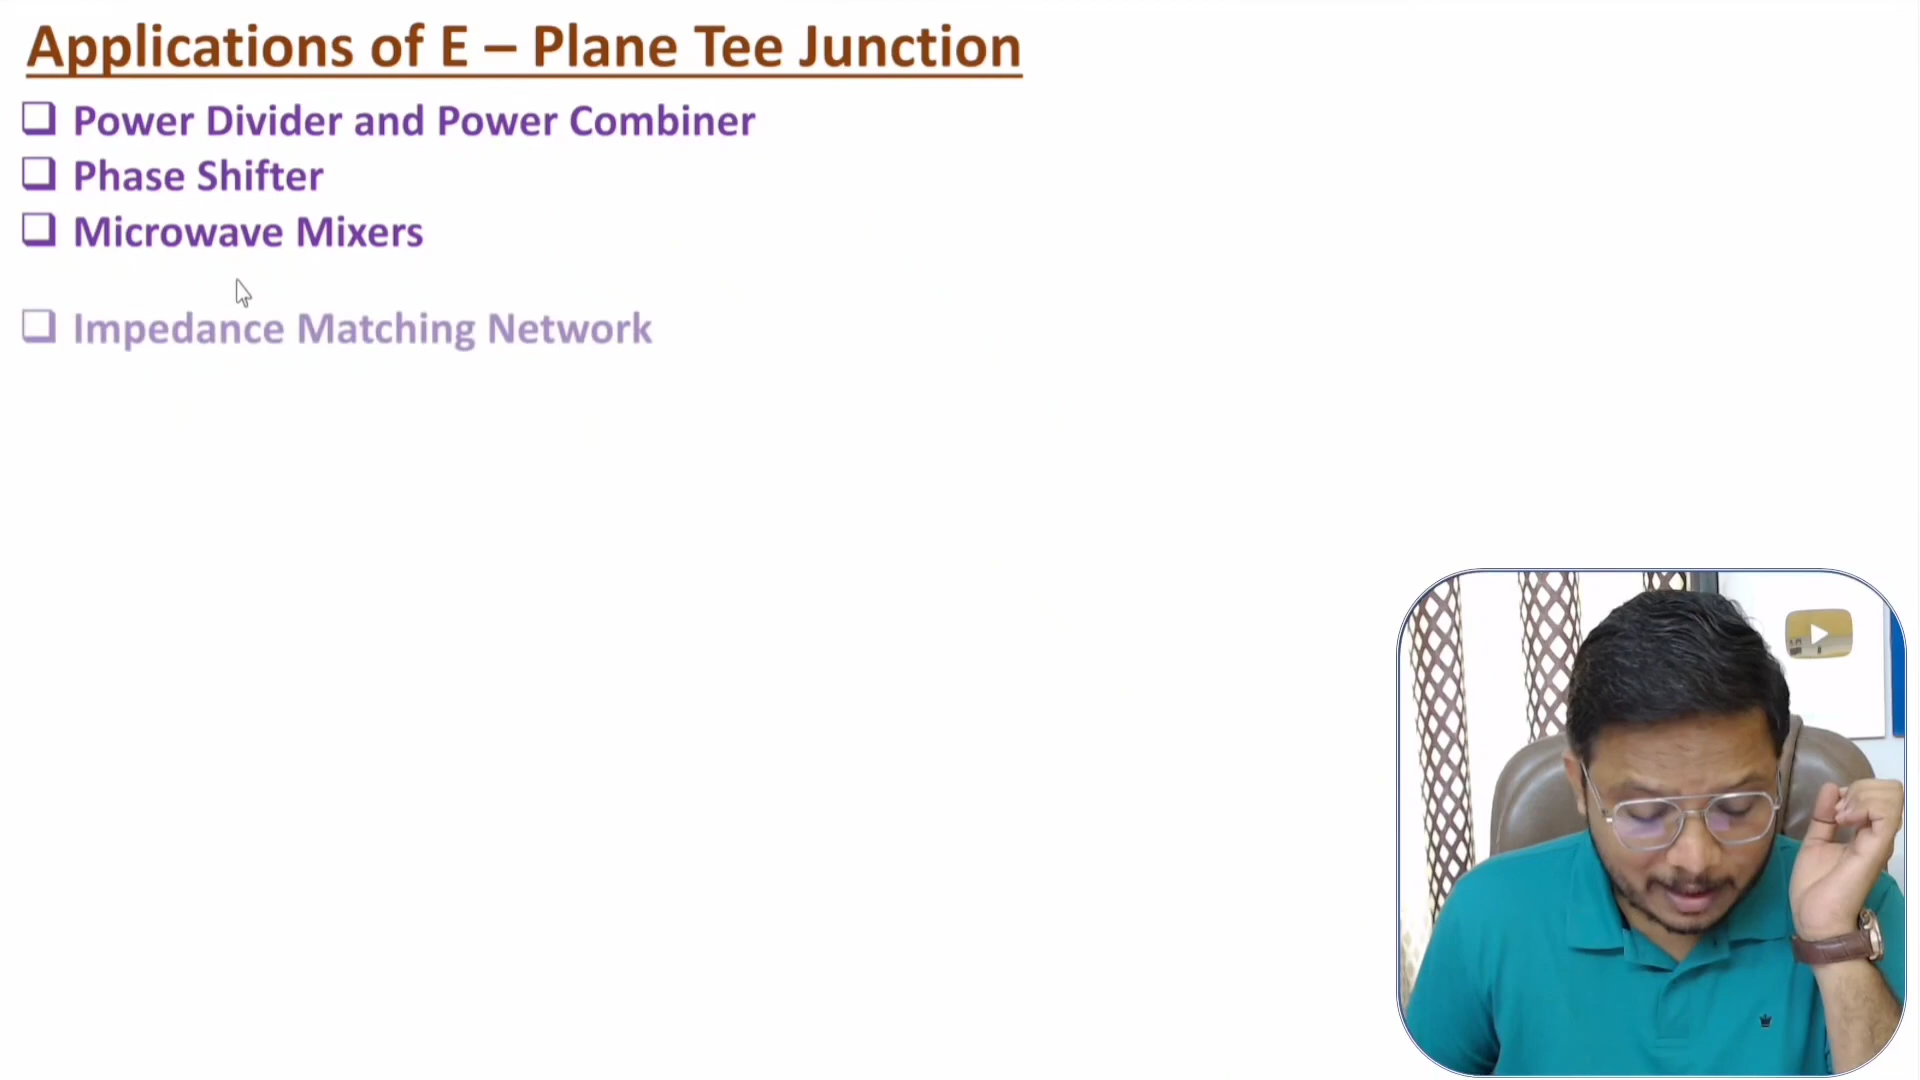 Applications of E – Plane Tee Junction
Power Divider and Power Combiner
Phase Shifter
Microwave Mixers
Impedance Matching Network